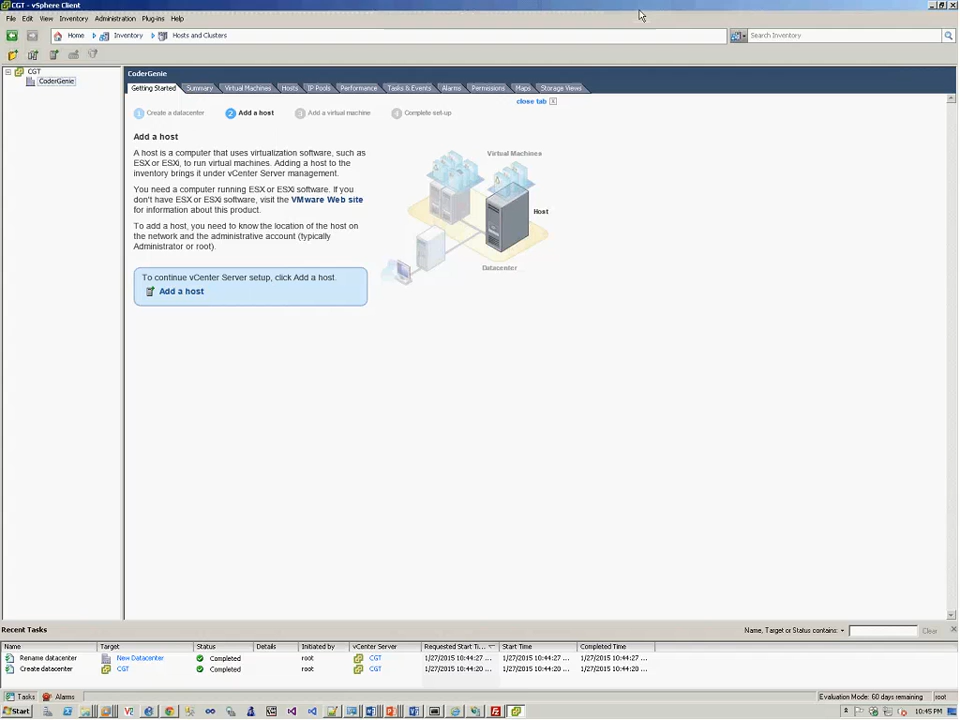 CGT - vSphere Client
File Edit View Inventory Administration Plug-ins Help
Home Inventory Hosts and Clusters Search Inventory
CGT
CoderGenie
CoderGenie
Getting Started Summary Virtual Machines Hosts IP Pools Performance Tasks & Events Alarms Permissions Maps Storage Views
close tab
1 Create a datacenter 2 Add a host 3 Add a virtual machine 4 Complete set-up
Add a host
A host is a computer that uses virtualization software, such as
ESX or ESXi, to run virtual machines. Adding a host to the
inventory brings it under vCenter Server management.
You need a computer running ESX or ESXi software. If you
don't have ESX or ESXi software, visit the VMware Web site
for information about this product.
To add a host, you need to know the location of the host on
the network and the administrative account (typically
Administrator or root).
To continue vCenter Server setup, click Add a host.
Add a host
Virtual Machines
Host
Datacenter
Recent Tasks Name, Target or Status contains: Clear
Name Target Status Details Initiated by vCenter Server Requested Start Ti... Start Time Completed Time
Rename datacenter New Datacenter Completed root CGT 1/27/2015 10:44:27 ... 1/27/2015 10:44:27 ... 1/27/2015 10:44:27 ...
Create datacenter CGT Completed root CGT 1/27/2015 10:44:20 ... 1/27/2015 10:44:20 ... 1/27/2015 10:44:20 ...
Tasks Alarms Evaluation Mode: 60 days remaining root
Start 10:45 PM